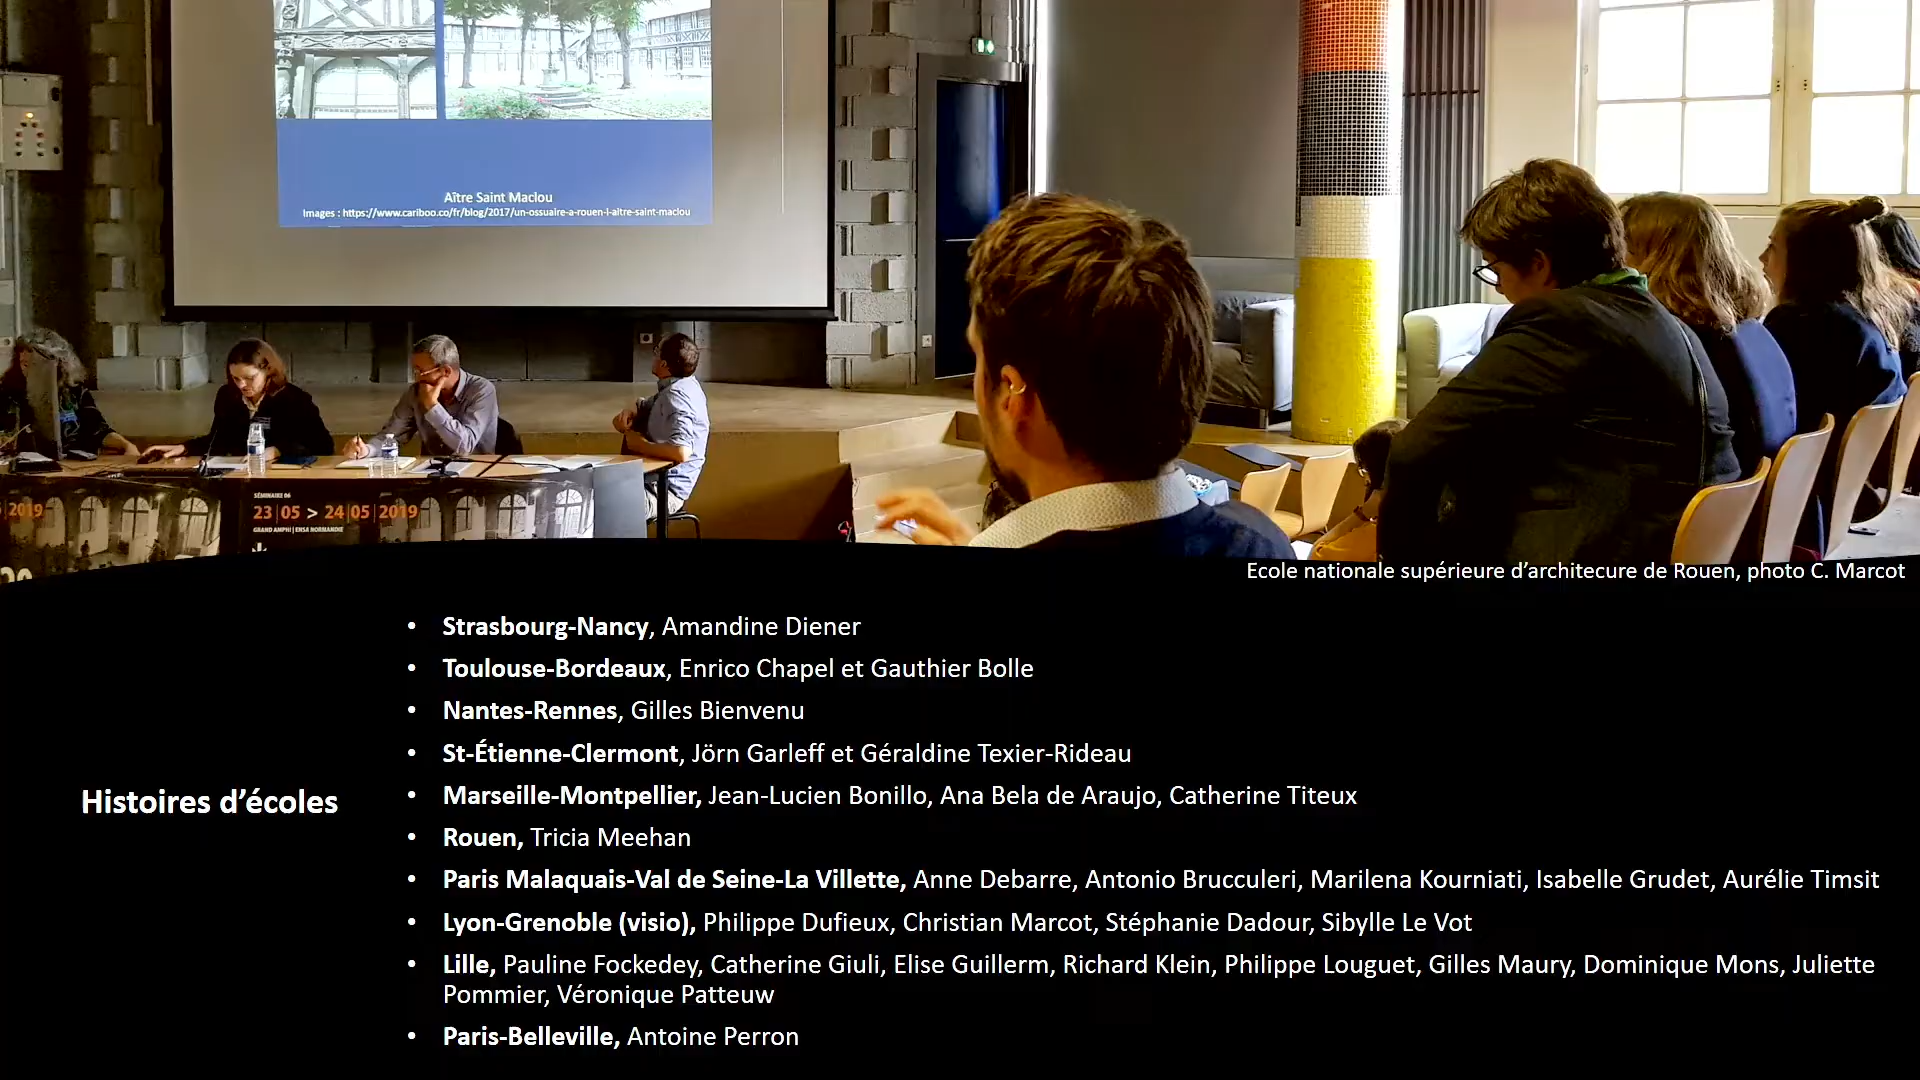 Aître Saint Maclou
Images : https://www.cariboo.co/fr/blog/2017/un-ossuaire-a-rouen-l-aitre-saint-maclou
2019
SÉMINAIRE 06
23|05 > 24|05|2019
GRAND AMPHI | ENSA NORMANDIE
Ecole nationale supérieure d’architecure de Rouen, photo C. Marcot
Histoires d’écoles
• Strasbourg-Nancy, Amandine Diener
• Toulouse-Bordeaux, Enrico Chapel et Gauthier Bolle
• Nantes-Rennes, Gilles Bienvenu
• St-Étienne-Clermont, Jörn Garleff et Géraldine Texier-Rideau
• Marseille-Montpellier, Jean-Lucien Bonillo, Ana Bela de Araujo, Catherine Titeux
• Rouen, Tricia Meehan
• Paris Malaquais-Val de Seine-La Villette, Anne Debarre, Antonio Brucculeri, Marilena Kourniati, Isabelle Grudet, Aurélie Timsit
• Lyon-Grenoble (visio), Philippe Dufieux, Christian Marcot, Stéphanie Dadour, Sibylle Le Vot
• Lille, Pauline Fockedey, Catherine Giuli, Elise Guillerm, Richard Klein, Philippe Louguet, Gilles Maury, Dominique Mons, Juliette
Pommier, Véronique Patteuw
• Paris-Belleville, Antoine Perron